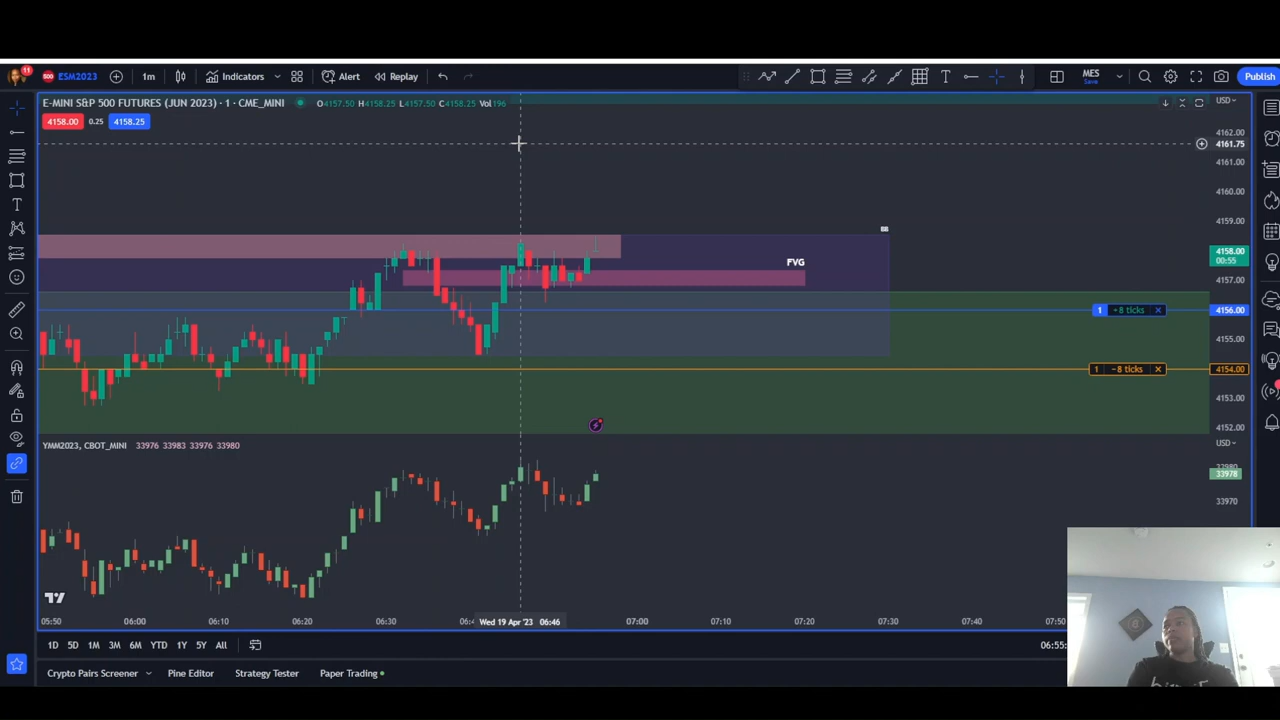 11
500 ESM2023 1m Indicators Alert Replay MES Save Publish
E-MINI S&P 500 FUTURES (JUN 2023) · 1 · CME_MINI O4157.50 H4158.25 L4157.50 C4158.25 Vol196
USD
4158.00 0.25 4158.25
4162.00
4161.75
4161.00
4160.00
4159.00
BB
4158.00
00:55
FVG
4157.00
1 +8 ticks × 4156.00
4155.00
1 -8 ticks × 4154.00
4153.00
4152.00
USD
YMM2023, CBOT_MINI 33976 33983 33976 33980
33980
33978
33970
05:50 06:00 06:10 06:20 06:30 06:4 Wed 19 Apr '23 06:46 07:00 07:10 07:20 07:30 07:40 07:50
1D 5D 1M 3M 6M YTD 1Y 5Y All 06:55:
Crypto Pairs Screener Pine Editor Strategy Tester Paper Trading